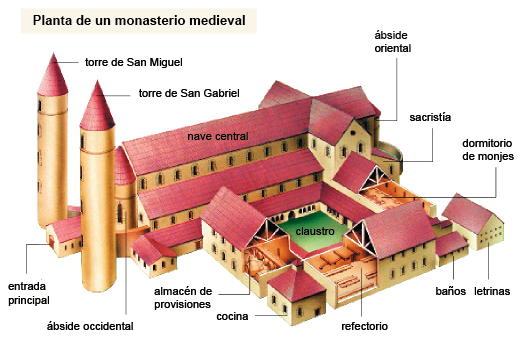 Planta de un monasterio medieval
ábside
oriental
torre de San Miguel
torre de San Gabriel
sacristía
nave central
dormitorio
de monjes
claustro
entrada
principal
almacén de
provisiones
baños
letrinas
cocina
ábside occidental
refectorio